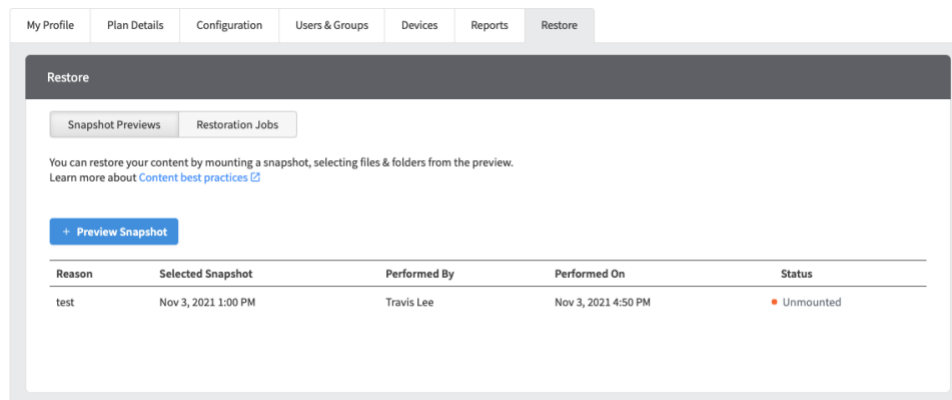 My Profile Plan Details Configuration Users & Groups Devices Reports Restore
Restore
Snapshot Previews Restoration Jobs
You can restore your content by mounting a snapshot, selecting files & folders from the preview.
Learn more about Content best practices
+ Preview Snapshot
Reason Selected Snapshot Performed By Performed On Status
test Nov 3, 2021 1:00 PM Travis Lee Nov 3, 2021 4:50 PM Unmounted